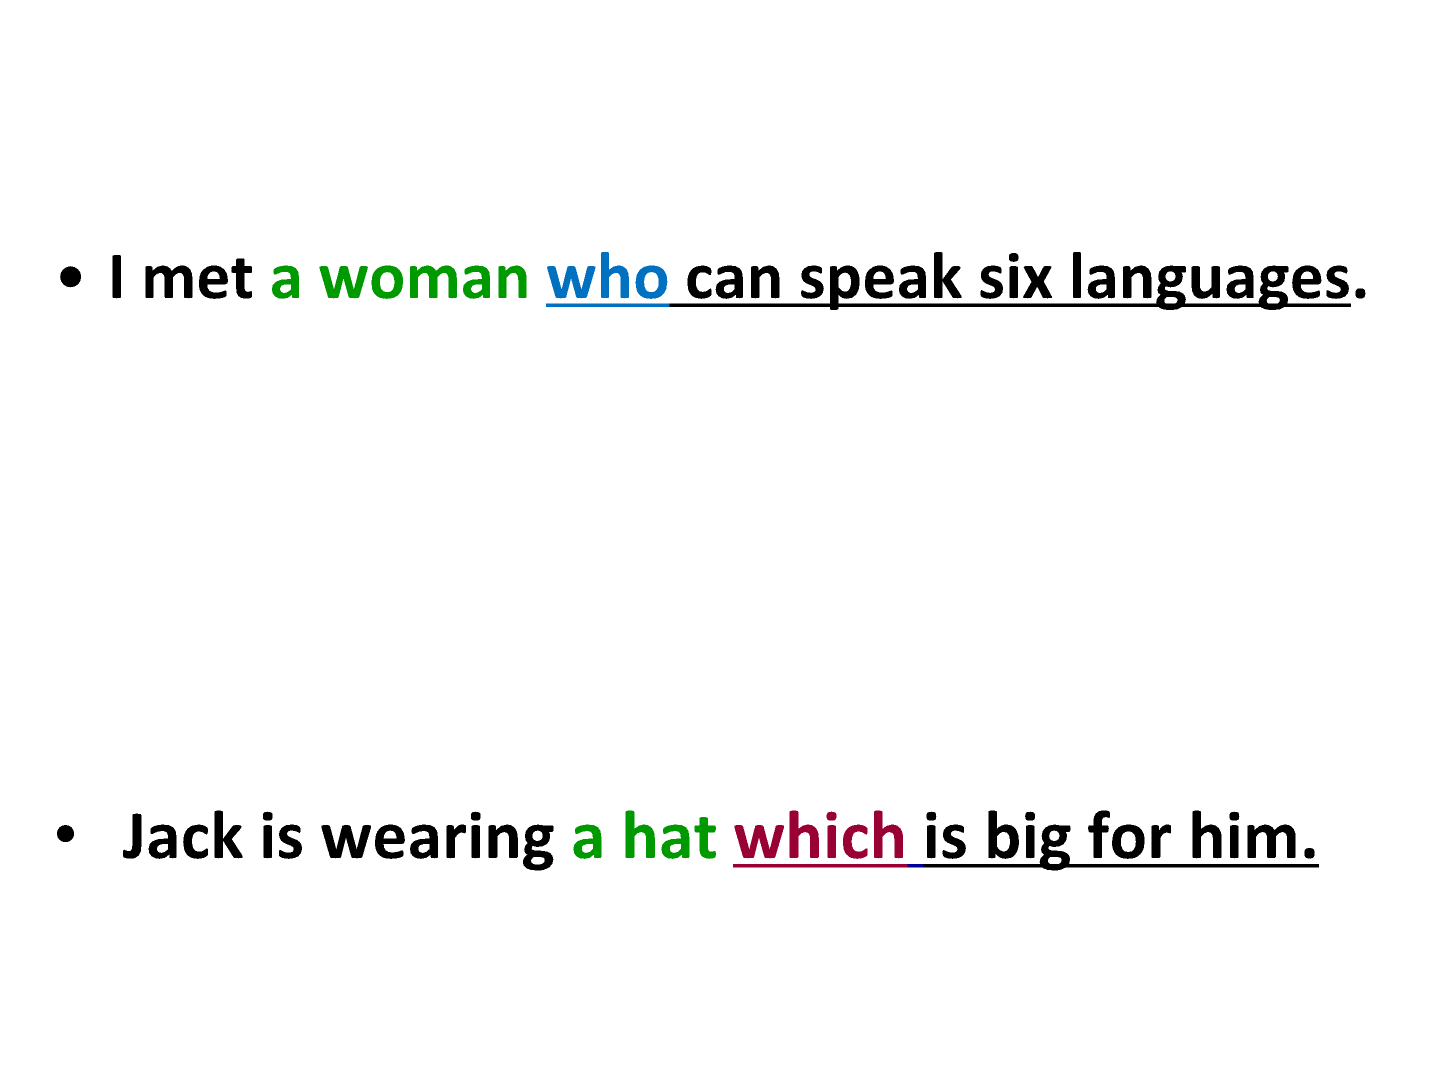 • I met a woman who can speak six languages.
• Jack is wearing a hat which is big for him.